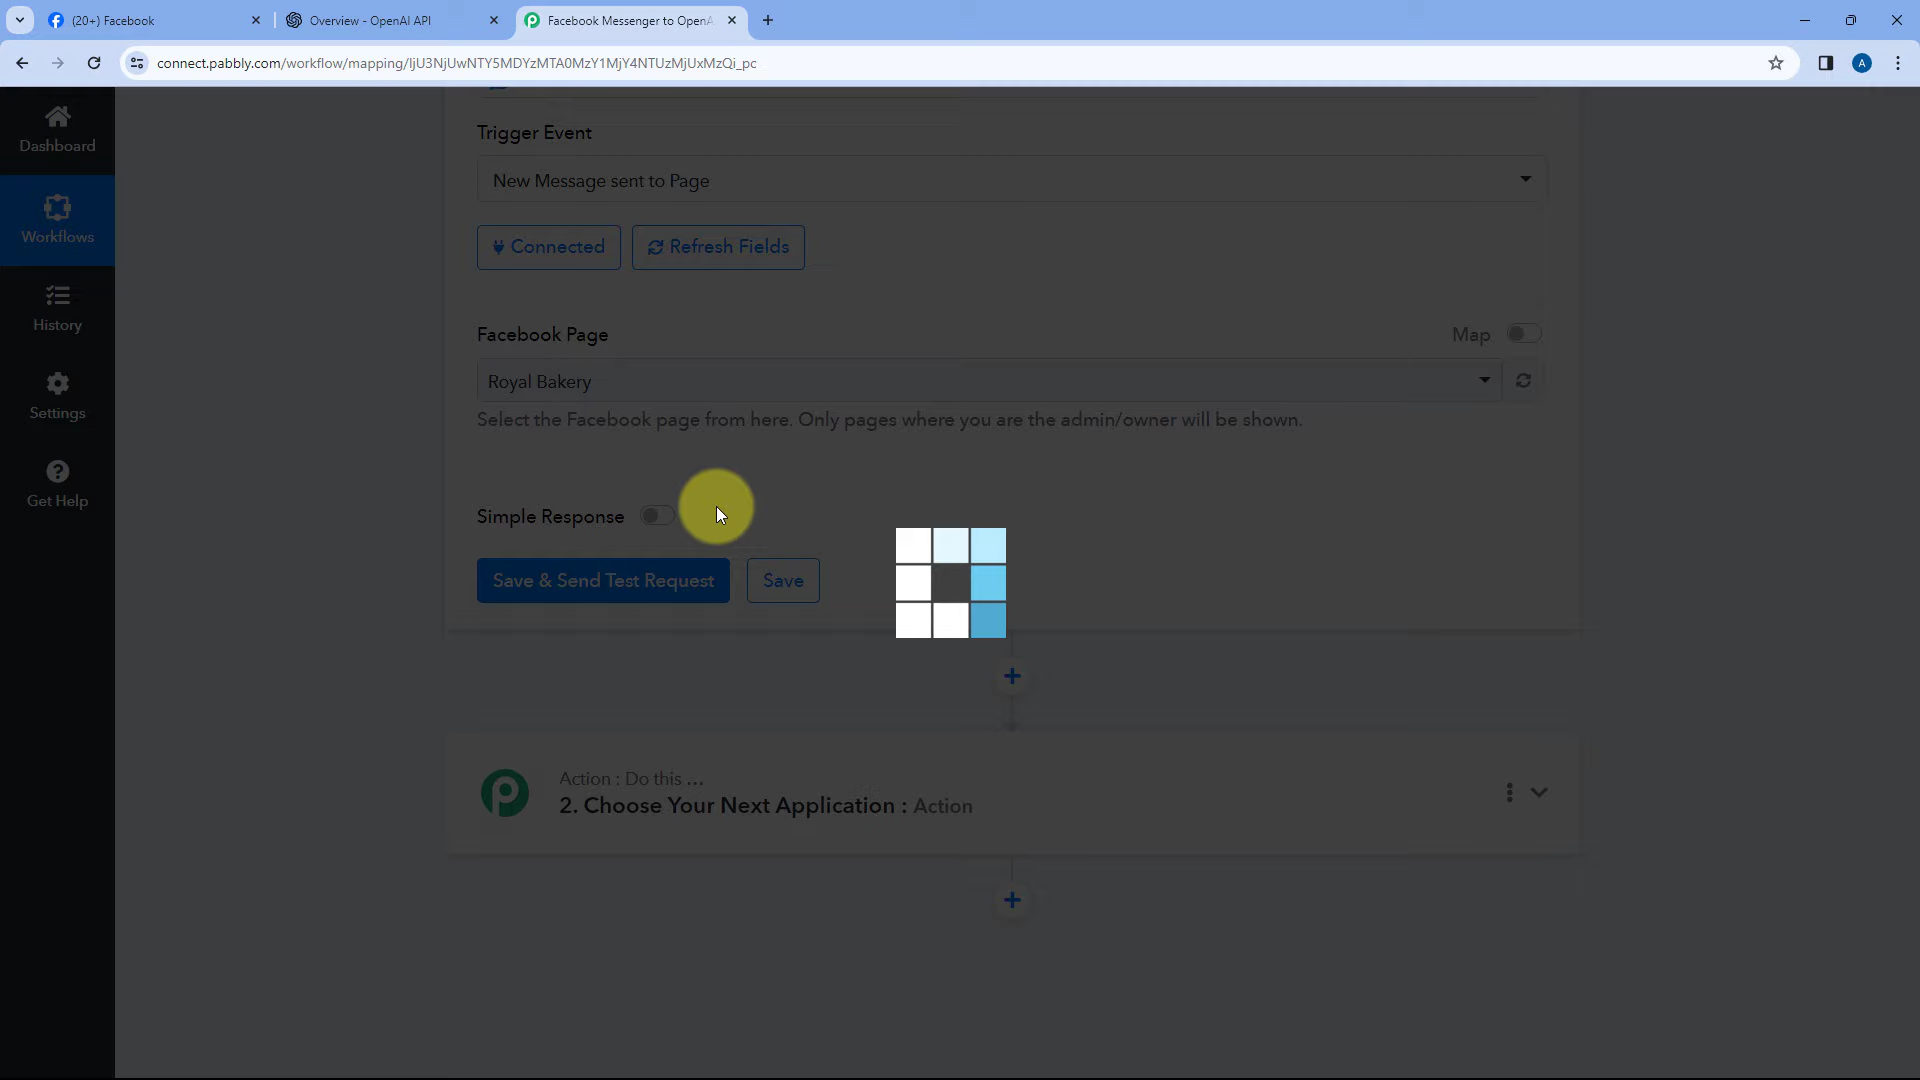 (20+) Facebook
Overview - OpenAI API
Facebook Messenger to OpenA
connect.pabbly.com/workflow/mapping/IjU3NjUwNTY5MDYzMTA0MzY1MjY4NTUzMjUxMzQi_pc
A
Dashboard
Workflows
History
Settings
Get Help
Trigger Event
New Message sent to Page
Connected
Refresh Fields
Facebook Page
Map
Royal Bakery
Select the Facebook page from here. Only pages where you are the admin/owner will be shown.
Simple Response
Save & Send Test Request
Save
Action : Do this ...
2. Choose Your Next Application : Action